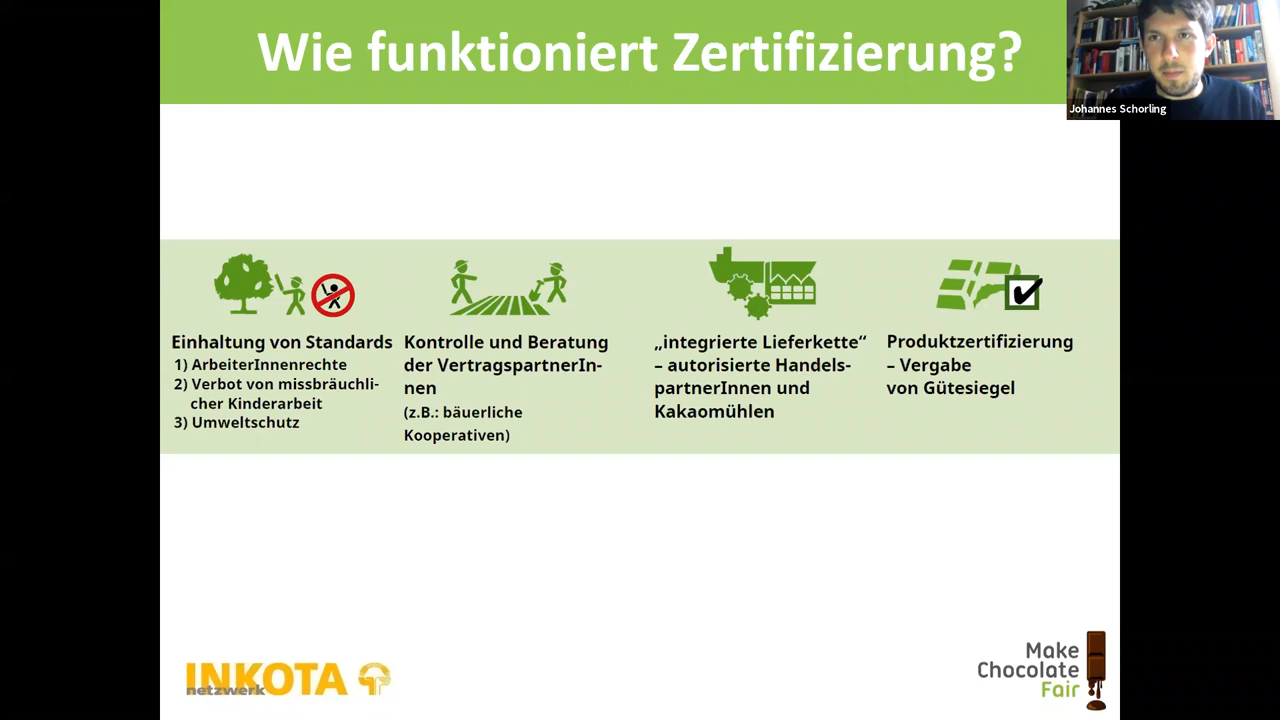 Wie funktioniert Zertifizierung?
Johannes Schorling
Einhaltung von Standards
1) ArbeiterInnenrechte
2) Verbot von missbräuchli-
cher Kinderarbeit
3) Umweltschutz
Kontrolle und Beratung
der VertragspartnerIn-
nen
(z.B.: bäuerliche
Kooperativen)
„integrierte Lieferkette“
– autorisierte Handels-
partnerInnen und
Kakaomühlen
Produktzertifizierung
– Vergabe
von Gütesiegel
INKOTA
netzwerk
Make
Chocolate
Fair